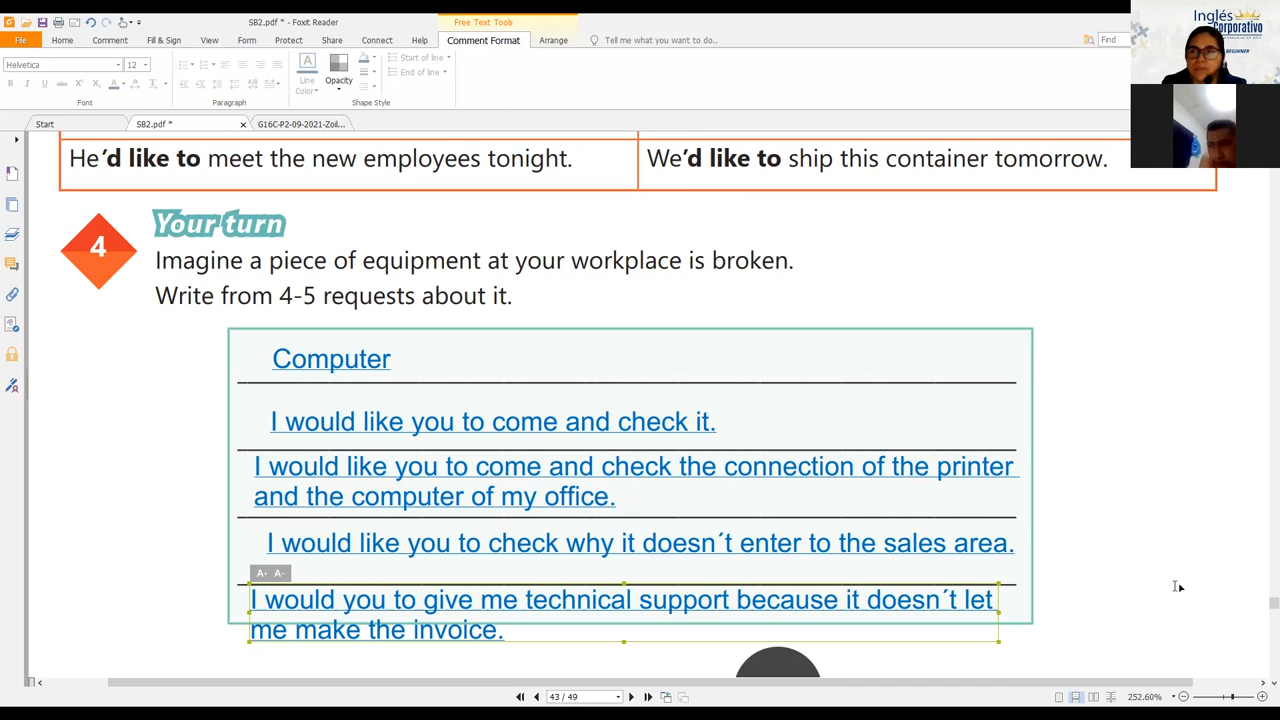 SB2.pdf * - Foxit Reader
Free Text Tools
File Home Comment Fill & Sign View Form Protect Share Connect Help Comment Format Arrange Tell me what you want to do.. Find
Helvetica 12
Line Color Opacity Start of line End of line
Font Shape Style
Start SB2.pdf * G16C-P2-09-2021-Zoil...
Inglés Corporativo
BEGINNER
He'd like to meet the new employees tonight. We'd like to ship this container tomorrow.
4
Your turn
Imagine a piece of equipment at your workplace is broken.
Write from 4-5 requests about it.
Computer
I would like you to come and check it.
I would like you to come and check the connection of the printer
and the computer of my office.
I would like you to check why it doesn´t enter to the sales area.
A+ A-
I would you to give me technical support because it doesn´t let
me make the invoice.
43 / 49 252.60%